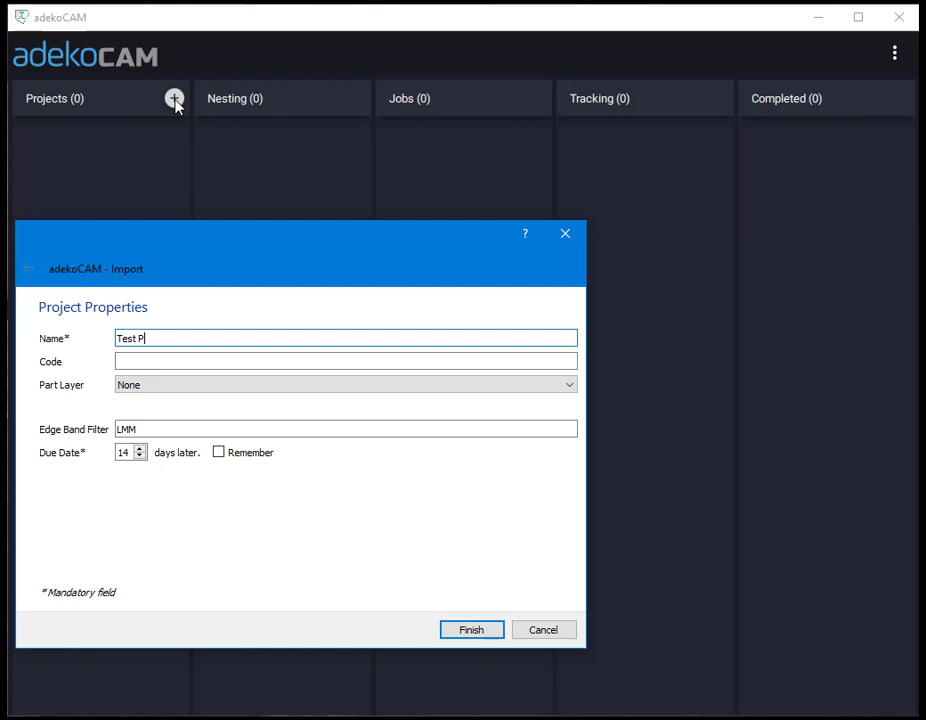 adekoCAM
adekoCAM
Projects (0)
Nesting (0)
Jobs (0)
Tracking (0)
Completed (0)
?
adekoCAM - Import
Project Properties
Name* Test P
Code
Part Layer None
Edge Band Filter LMM
Due Date* 14 days later. Remember
*Mandatory field
Finish Cancel